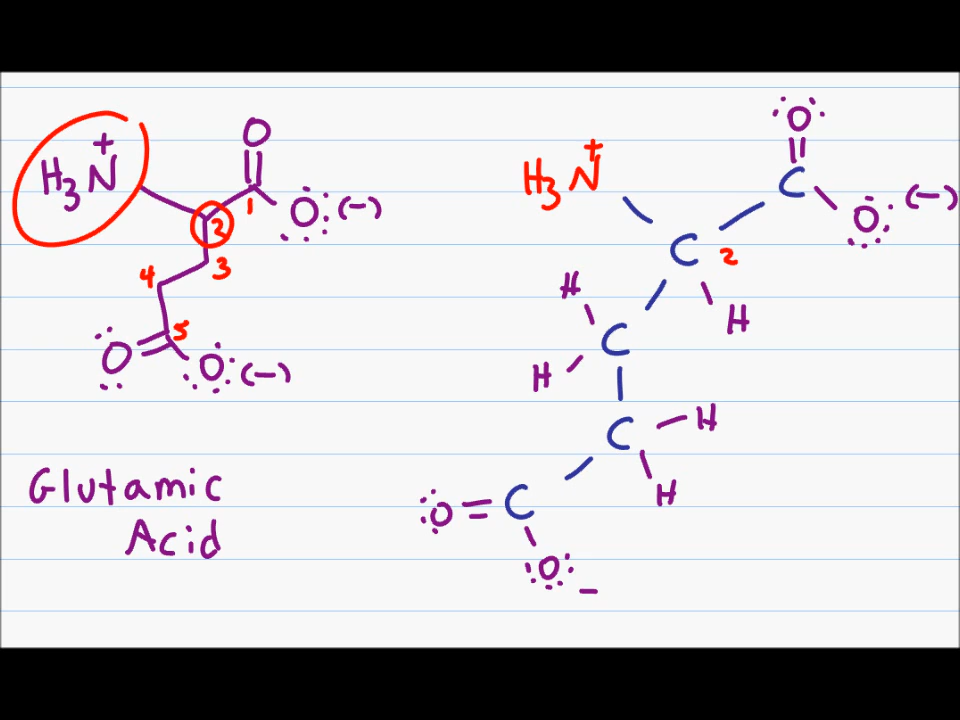 H₃N⁺
O
O (−)
1
2
3
4
5
O
O (−)
Glutamic
Acid
H₃N⁺
O
C
O (−)
C 2
H
H
C
H
C
H
H
O = C
O −